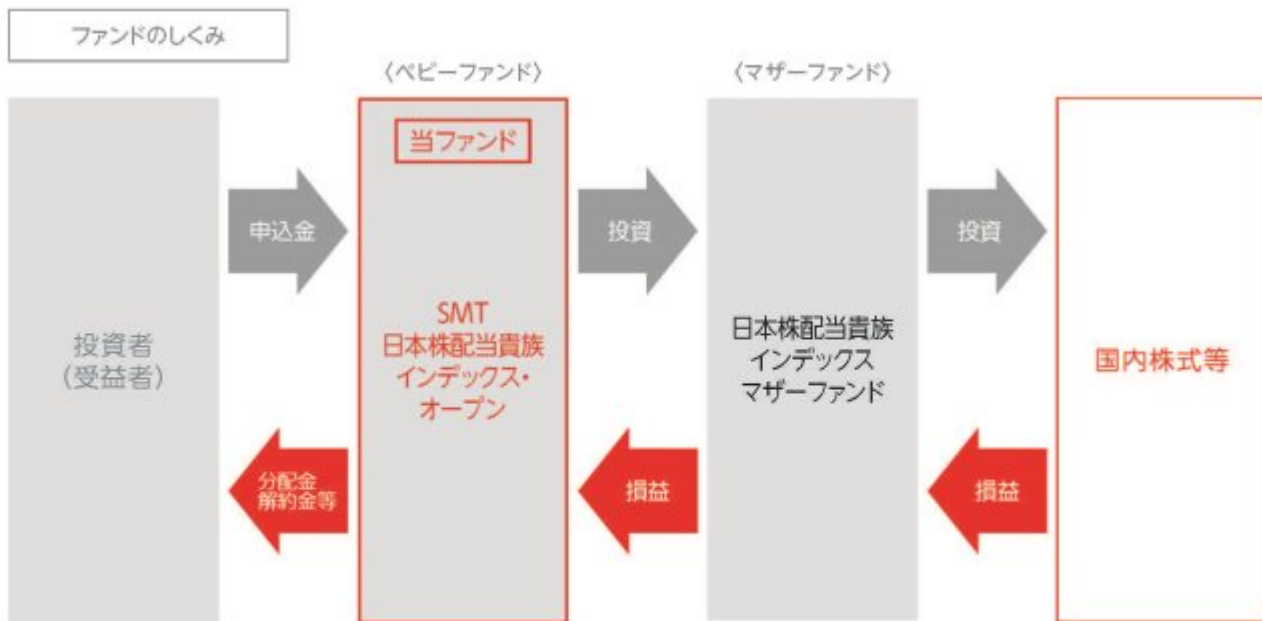 ファンドのしくみ
〈ベビーファンド〉
〈マザーファンド〉
投資者
(受益者)
申込金
分配金
解約金等
当ファンド
SMT
日本株配当貴族
インデックス・
オープン
投資
損益
日本株配当貴族
インデックス
マザーファンド
投資
損益
国内株式等